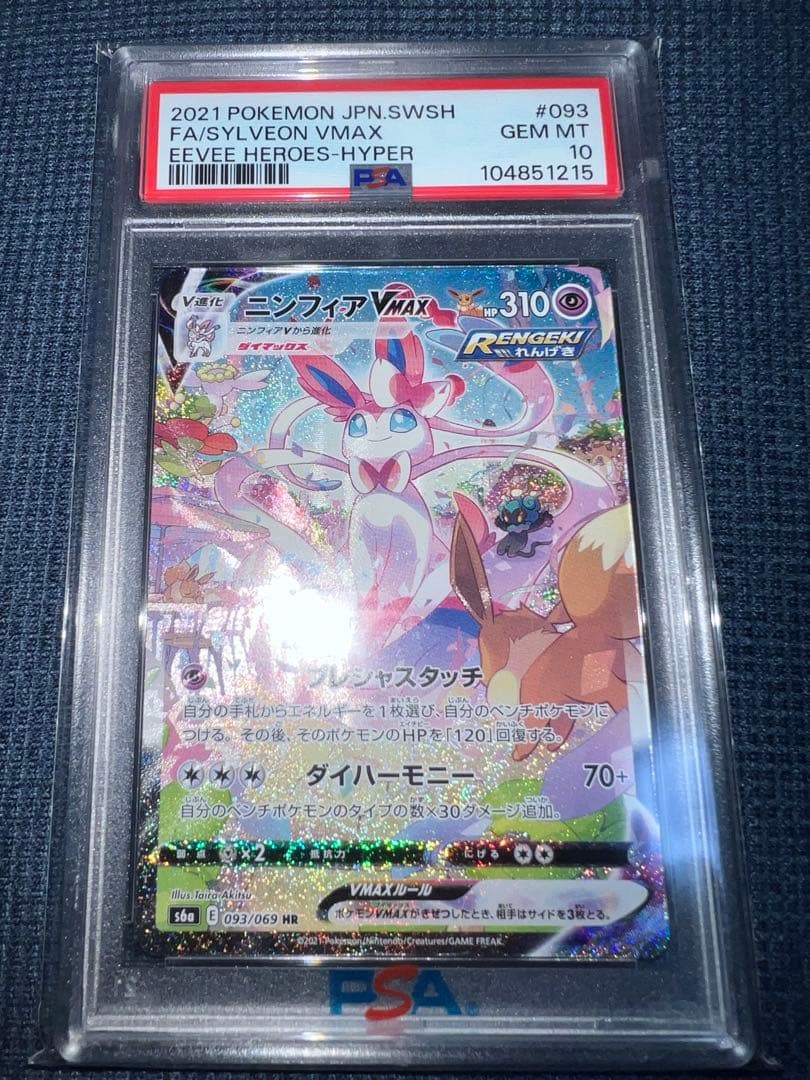 2021 POKEMON JPN.SWSH #093
FA/SYLVEON VMAX GEM MT
EEVEE HEROES-HYPER 10
PSA 104851215
V進化 ニンフィアVMAX HP310
ニンフィアVから進化
ダイマックス
RENGEKI
れんげき
プレシャスタッチ
自分の手札からエネルギーを1枚選び、自分のベンチポケモンに
つける。その後、そのポケモンのHPを「120」回復する。
ダイハーモニー 70+
自分のベンチポケモンのタイプの数×30ダメージ追加。
弱点 ×2 抵抗力 にげる
Illus.Taira Akitsu
VMAXルール
s6a E 093/069 HR
ポケモンVMAXがきぜつしたとき、相手はサイドを3枚とる。
©2021 Pokémon/Nintendo/Creatures/GAME FREAK.
PSA